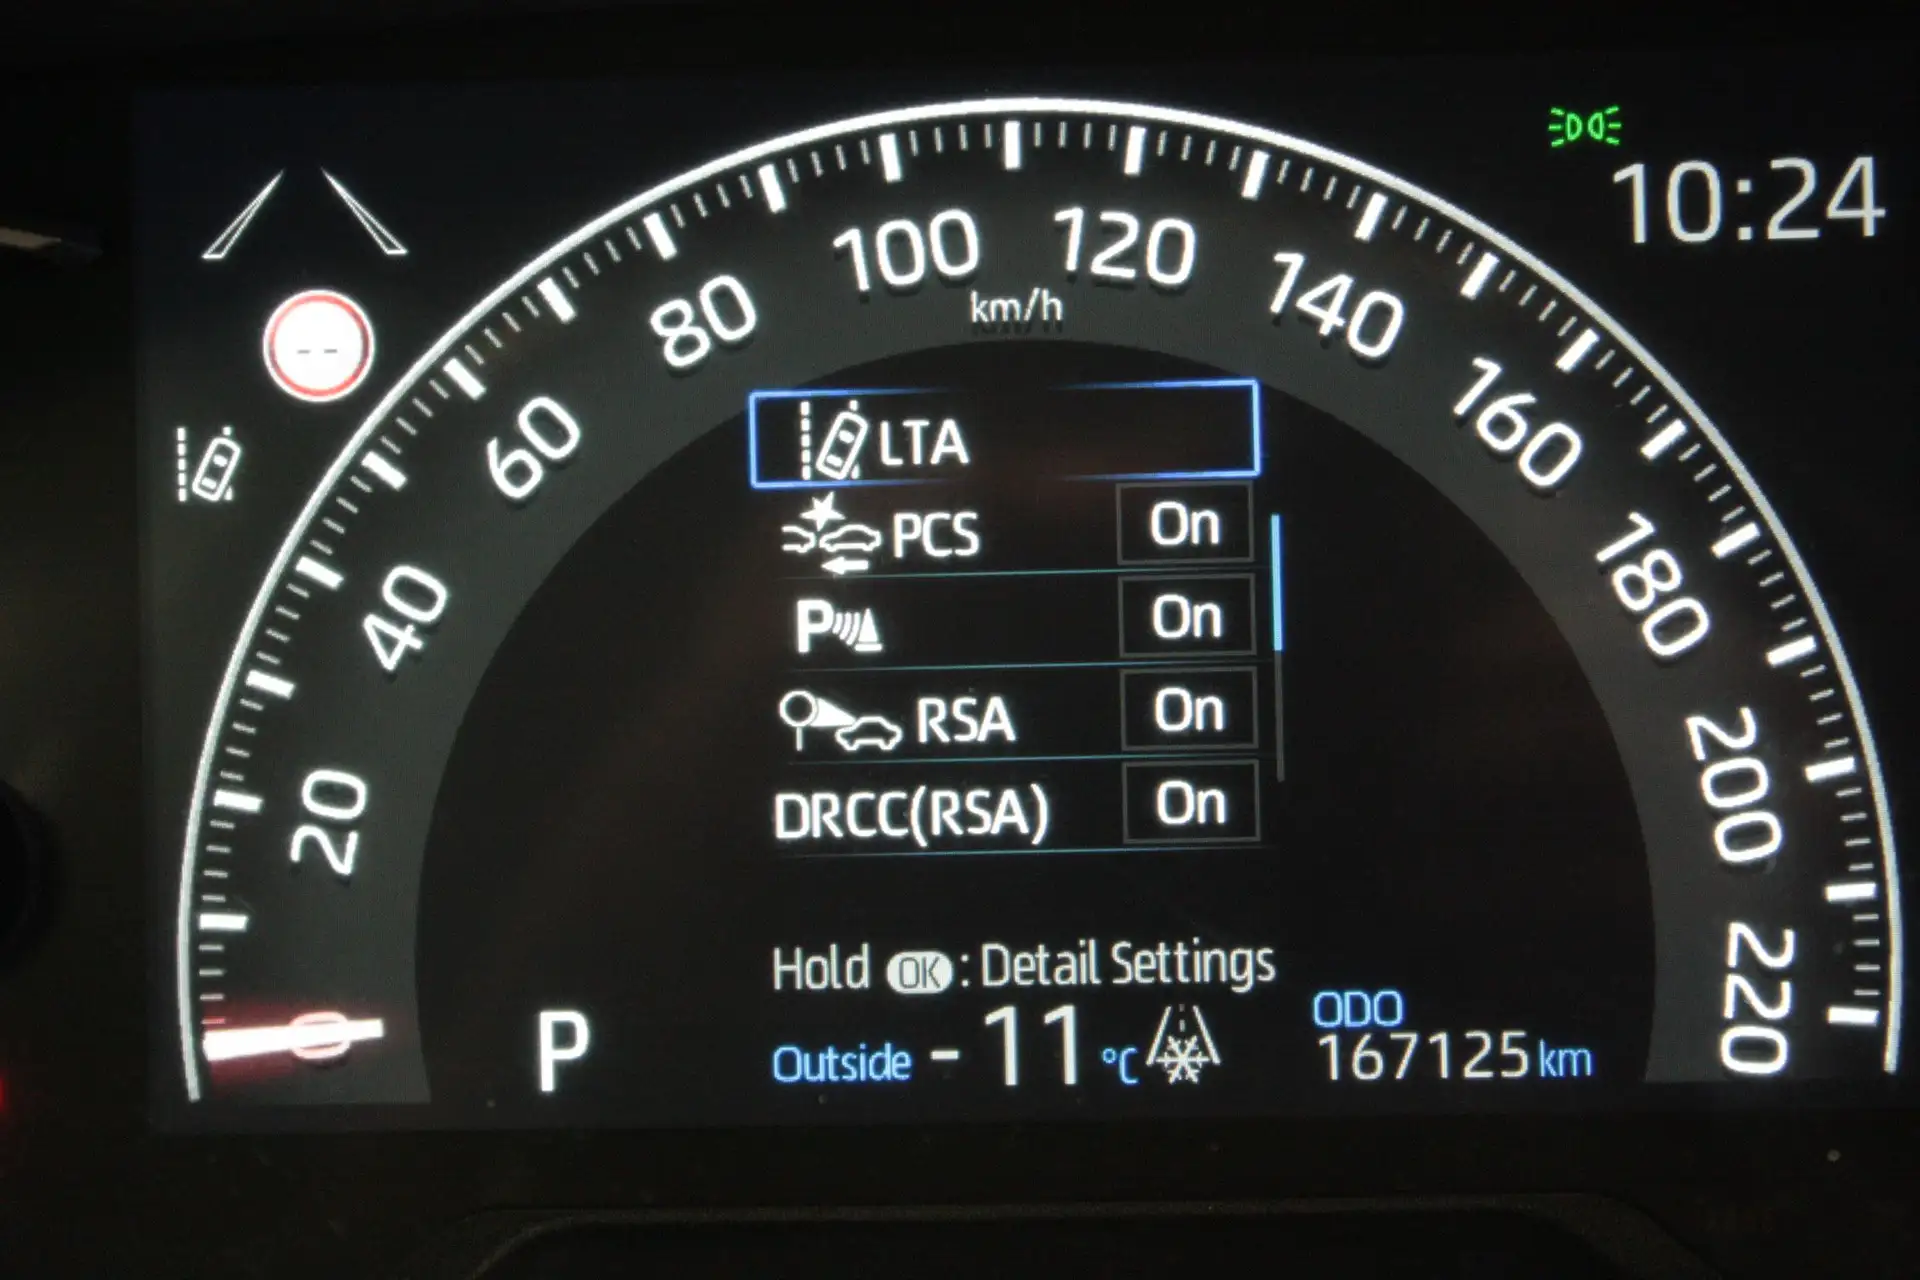 10:24
100
120
km/h
80
140
- -
60
160
LTA
PCS On
180
40
P On
RSA On
200
20
DRCC(RSA) On
220
Hold OK : Detail Settings
0
P
Outside -11 °C
ODO
167125 km